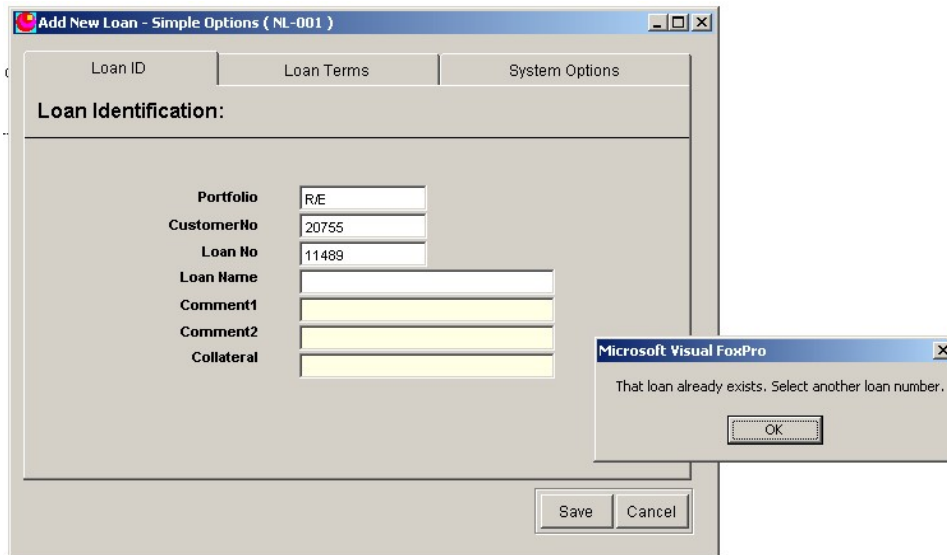 Add New Loan - Simple Options ( NL-001 )
Loan ID Loan Terms System Options
Loan Identification:
Portfolio R/E
CustomerNo 20755
Loan No 11489
Loan Name
Comment1
Comment2
Collateral
Microsoft Visual FoxPro
That loan already exists. Select another loan number.
OK
Save Cancel